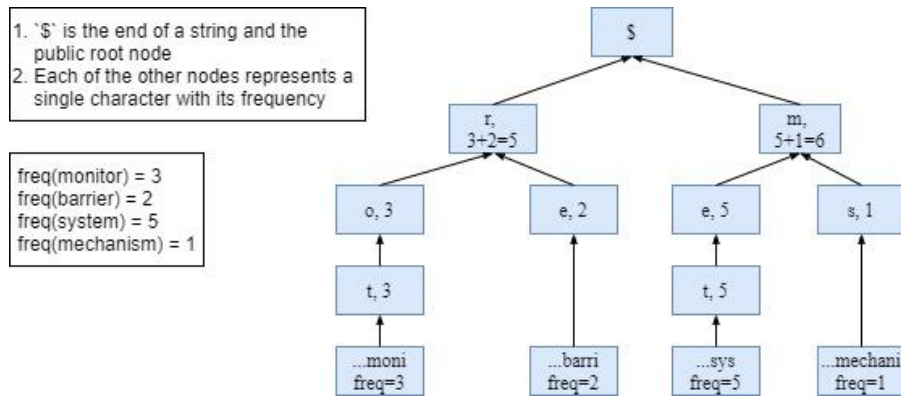 1. `$` is the end of a string and the
public root node
2. Each of the other nodes represents a
single character with its frequency
freq(monitor) = 3
freq(barrier) = 2
freq(system) = 5
freq(mechanism) = 1
$
r,
3+2=5
m,
5+1=6
o, 3
e, 2
e, 5
s, 1
t, 3
t, 5
...moni
freq=3
...barri
freq=2
...sys
freq=5
...mechani
freq=1